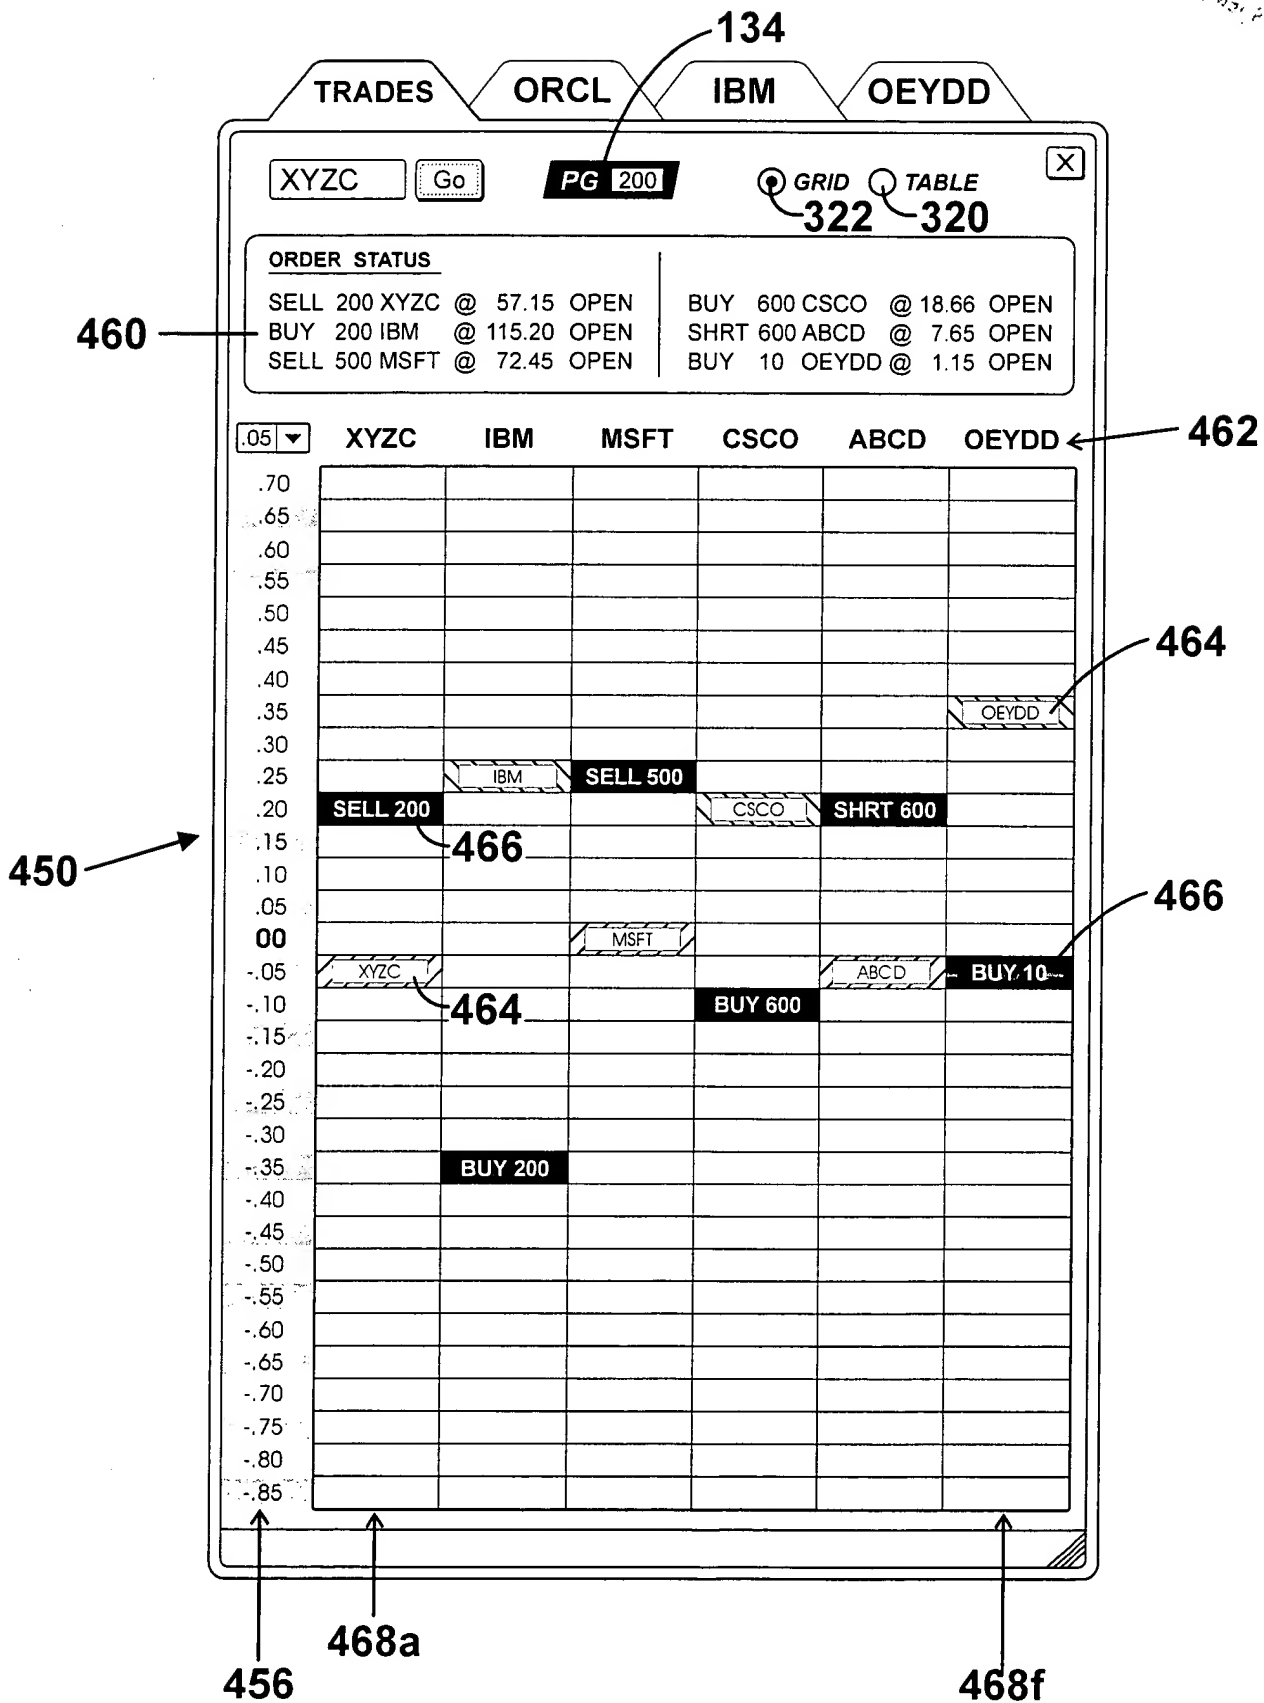 134
TRADES ORCL IBM OEYDD
XYZC Go PG 200 GRID TABLE X
322 320
ORDER STATUS
SELL 200 XYZC @ 57.15 OPEN BUY 600 CSCO @ 18.66 OPEN
460 BUY 200 IBM @ 115.20 OPEN SHRT 600 ABCD @ 7.65 OPEN
SELL 500 MSFT @ 72.45 OPEN BUY 10 OEYDD @ 1.15 OPEN
.05 XYZC IBM MSFT CSCO ABCD OEYDD 462
.70
.65
.60
.55
.50
.45 464
.40
.35 OEYDD
.30
.25 IBM SELL 500
.20 SELL 200 CSCO SHRT 600
.15 466
450 .10
.05 466
00 MSFT
-.05 XYZC ABCD BUY 10
-.10 464 BUY 600
-.15
-.20
-.25
-.30
-.35 BUY 200
-.40
-.45
-.50
-.55
-.60
-.65
-.70
-.75
-.80
-.85
468a
456 468f